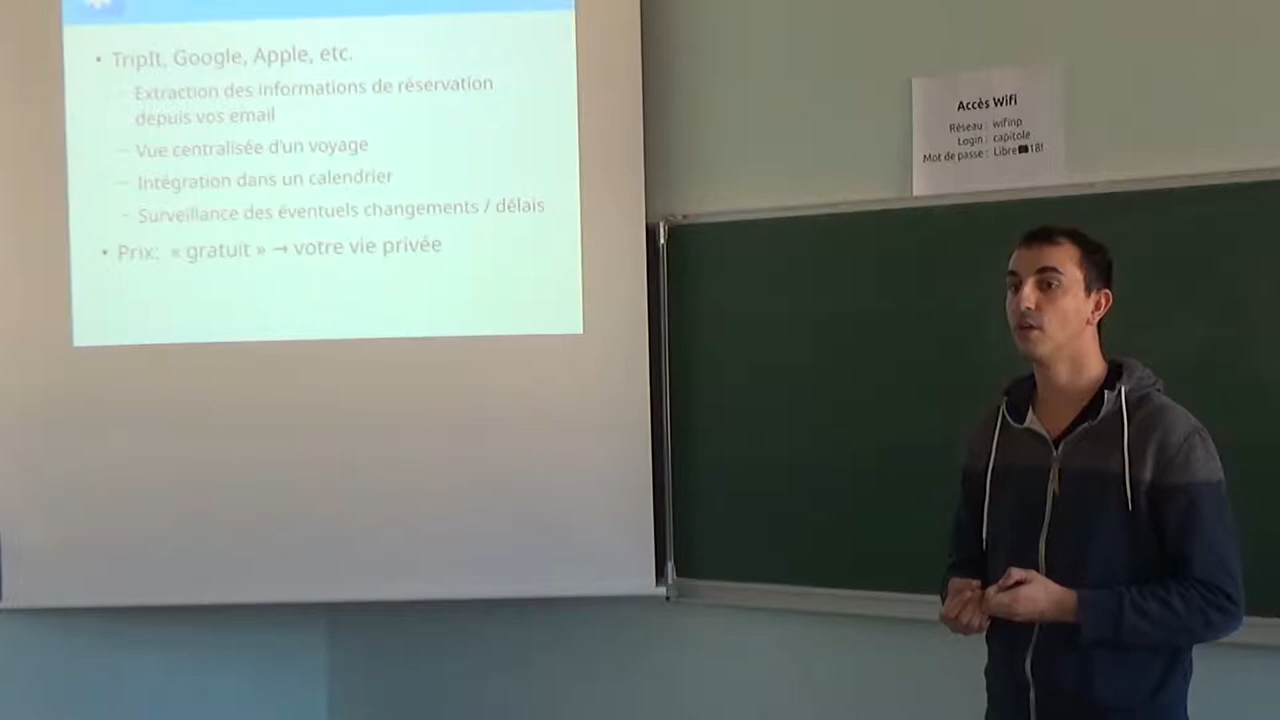 • TripIt, Google, Apple, etc.
– Extraction des informations de réservation
depuis vos email
– Vue centralisée d'un voyage
– Intégration dans un calendrier
– Surveillance des éventuels changements / délais
• Prix: « gratuit » → votre vie privée
Accès Wifi
Réseau : wifinp
Login : capitole
Mot de passe :